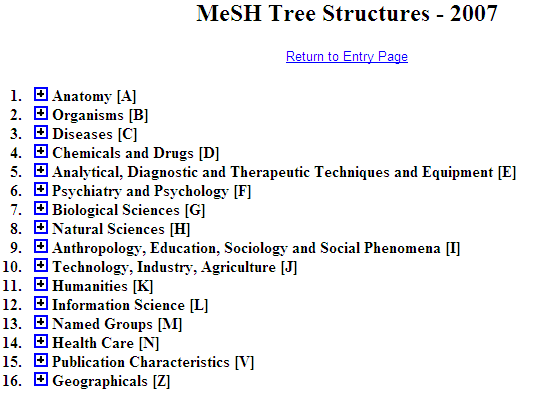 MeSH Tree Structures - 2007
Return to Entry Page
1. Anatomy [A]
2. Organisms [B]
3. Diseases [C]
4. Chemicals and Drugs [D]
5. Analytical, Diagnostic and Therapeutic Techniques and Equipment [E]
6. Psychiatry and Psychology [F]
7. Biological Sciences [G]
8. Natural Sciences [H]
9. Anthropology, Education, Sociology and Social Phenomena [I]
10. Technology, Industry, Agriculture [J]
11. Humanities [K]
12. Information Science [L]
13. Named Groups [M]
14. Health Care [N]
15. Publication Characteristics [V]
16. Geographicals [Z]